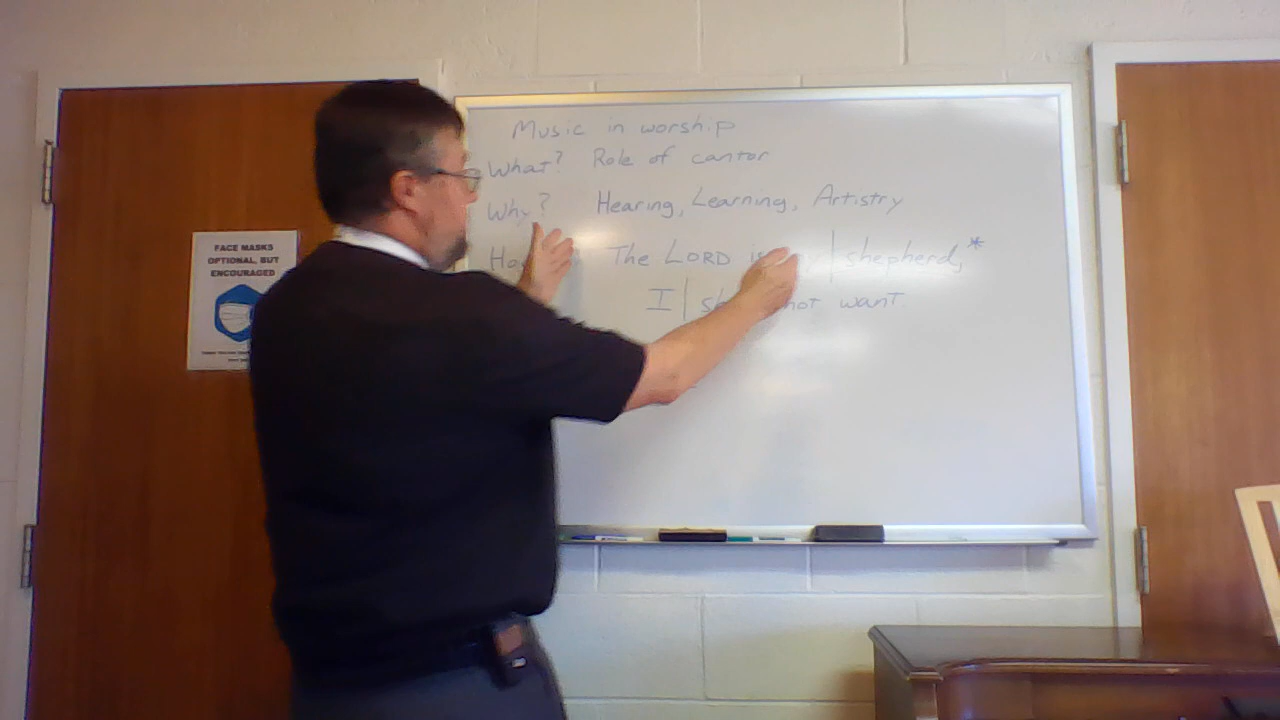 Music in worship
What? Role of cantor
Why? Hearing, Learning, Artistry
The LORD is | shepherd,*
I | not want
FACE MASKS
OPTIONAL, BUT
ENCOURAGED